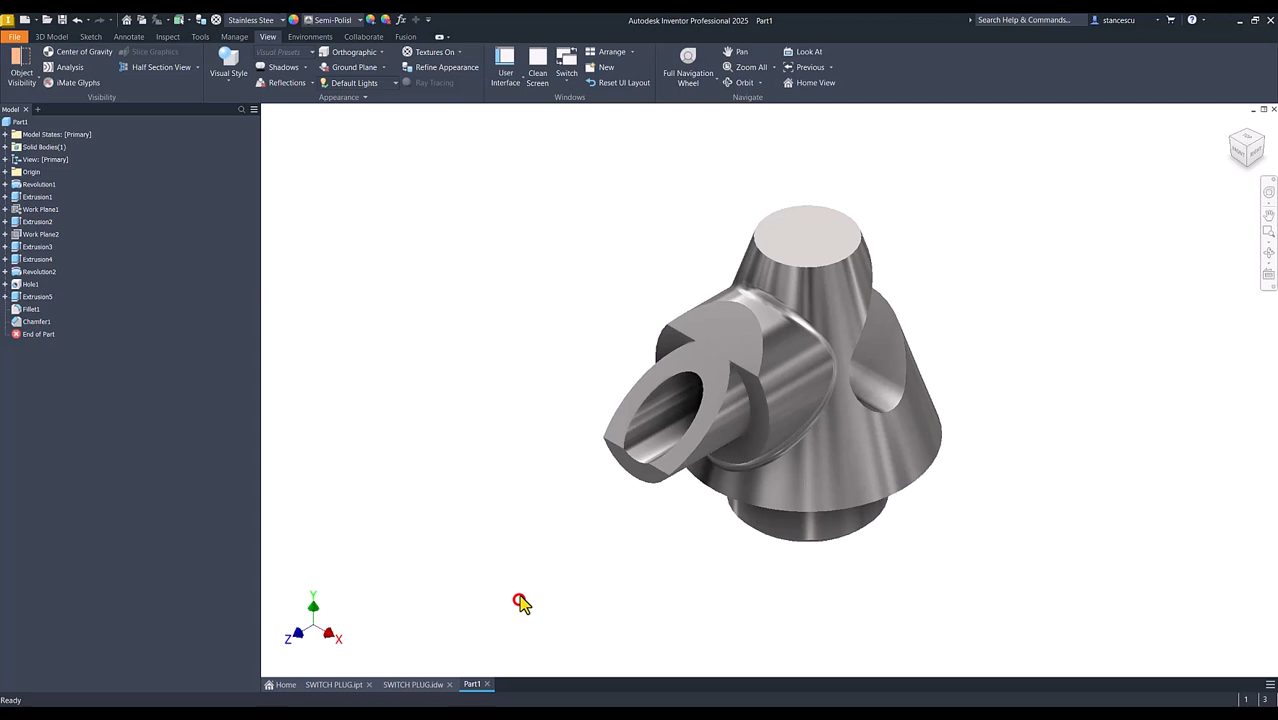 Stainless Stee
Semi-Polisl
Autodesk Inventor Professional 2025 Part1
Search Help & Commands...
stancescu
File 3D Model Sketch Annotate Inspect Tools Manage View Environments Collaborate Fusion
Object Visibility
Center of Gravity
Analysis
iMate Glyphs
Slice Graphics
Half Section View
Visibility
Visual Style
Visual Presets
Shadows
Reflections
Orthographic
Ground Plane
Default Lights
Textures On
Refine Appearance
Ray Tracing
Appearance
User Interface
Clean Screen
Switch
Arrange
New
Reset UI Layout
Windows
Full Navigation Wheel
Pan
Zoom All
Orbit
Look At
Previous
Home View
Navigate
Model
Part1
Model States: [Primary]
Solid Bodies(1)
View: [Primary]
Origin
Revolution1
Extrusion1
Work Plane1
Extrusion2
Work Plane2
Extrusion3
Extrusion4
Revolution2
Hole1
Extrusion5
Fillet1
Chamfer1
End of Part
TOP
FRONT
RIGHT
Y
Z
X
Home SWITCH PLUG.ipt SWITCH PLUG.idw Part1
Ready
1 3